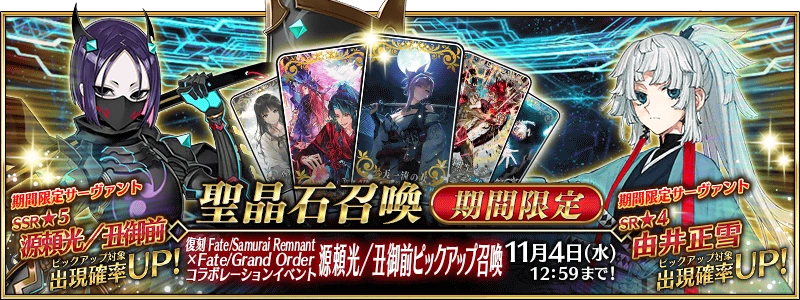 期間限定サーヴァント
SSR★5
源頼光／丑御前
ピックアップ対象
出現確率UP!
聖晶石召喚
期間限定
復刻 Fate/Samurai Remnant
×Fate/Grand Order
コラボレーションイベント
源頼光／丑御前ピックアップ召喚
11月4日(水)
12:59まで!
期間限定サーヴァント
SR★4
由井正雪
ピックアップ対象
出現確率UP!